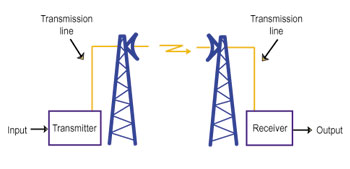 Transmission
line
Transmission
line
Input
Transmitter
Receiver
Output